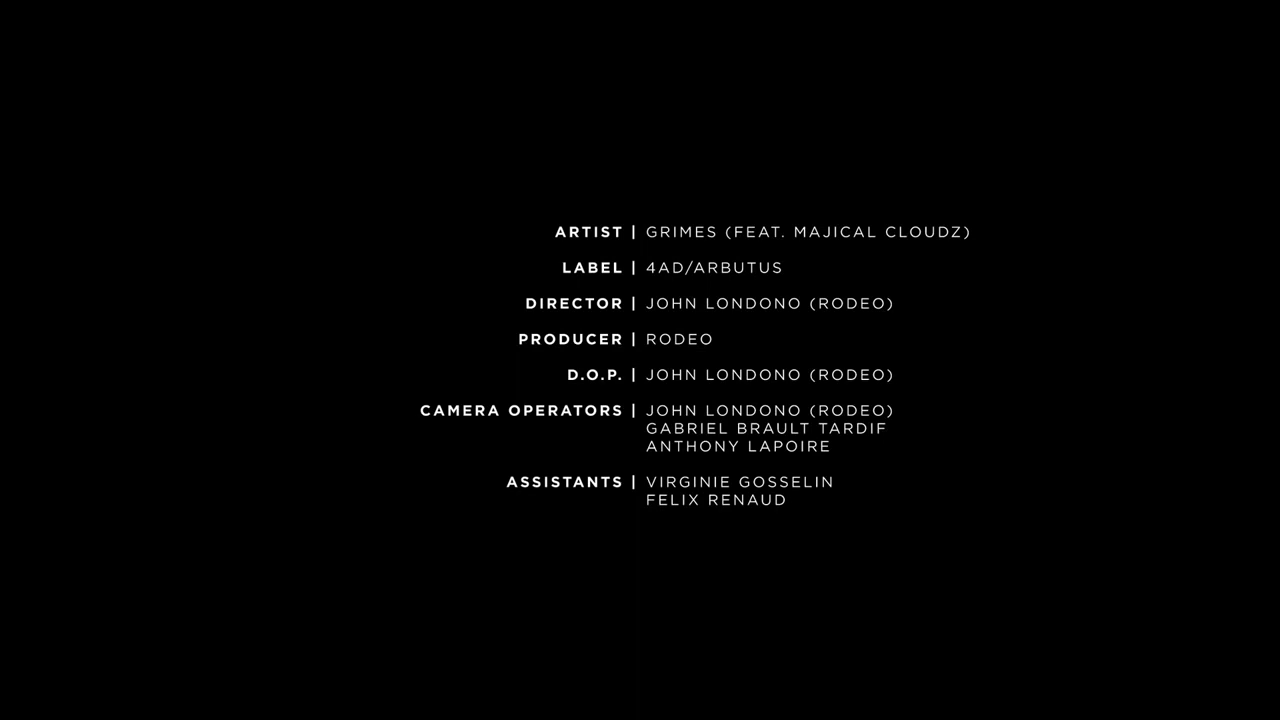 ARTIST | GRIMES (FEAT. MAJICAL CLOUDZ)
LABEL | 4AD/ARBUTUS
DIRECTOR | JOHN LONDONO (RODEO)
PRODUCER | RODEO
D.O.P. | JOHN LONDONO (RODEO)
CAMERA OPERATORS | JOHN LONDONO (RODEO)
GABRIEL BRAULT TARDIF
ANTHONY LAPOIRE
ASSISTANTS | VIRGINIE GOSSELIN
FELIX RENAUD